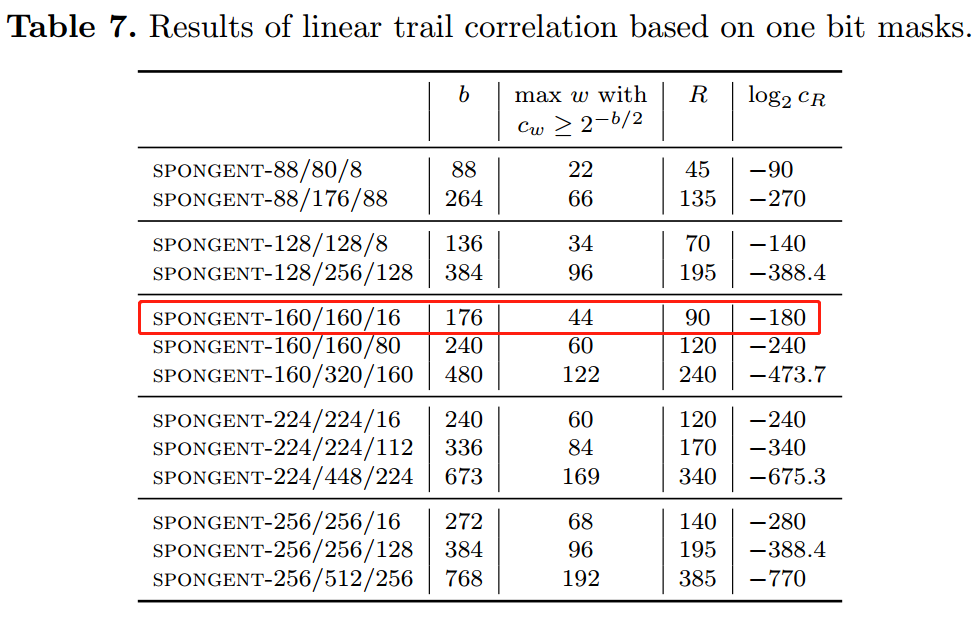 Table 7. Results of linear trail correlation based on one bit masks.
b max w with R log₂ c_R
c_w ≥ 2^{−b/2}
SPONGENT-88/80/8 88 22 45 −90
SPONGENT-88/176/88 264 66 135 −270
SPONGENT-128/128/8 136 34 70 −140
SPONGENT-128/256/128 384 96 195 −388.4
SPONGENT-160/160/16 176 44 90 −180
SPONGENT-160/160/80 240 60 120 −240
SPONGENT-160/320/160 480 122 240 −473.7
SPONGENT-224/224/16 240 60 120 −240
SPONGENT-224/224/112 336 84 170 −340
SPONGENT-224/448/224 673 169 340 −675.3
SPONGENT-256/256/16 272 68 140 −280
SPONGENT-256/256/128 384 96 195 −388.4
SPONGENT-256/512/256 768 192 385 −770